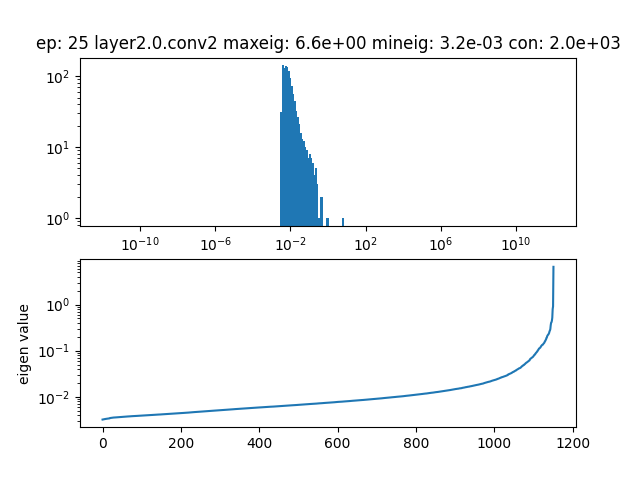 ep: 25 layer2.0.conv2 maxeig: 6.6e+00 mineig: 3.2e-03 con: 2.0e+03
10²
10¹
10⁰
10⁻¹⁰ 10⁻⁶ 10⁻² 10² 10⁶ 10¹⁰
eigen value
10⁰
10⁻¹
10⁻²
0 200 400 600 800 1000 1200